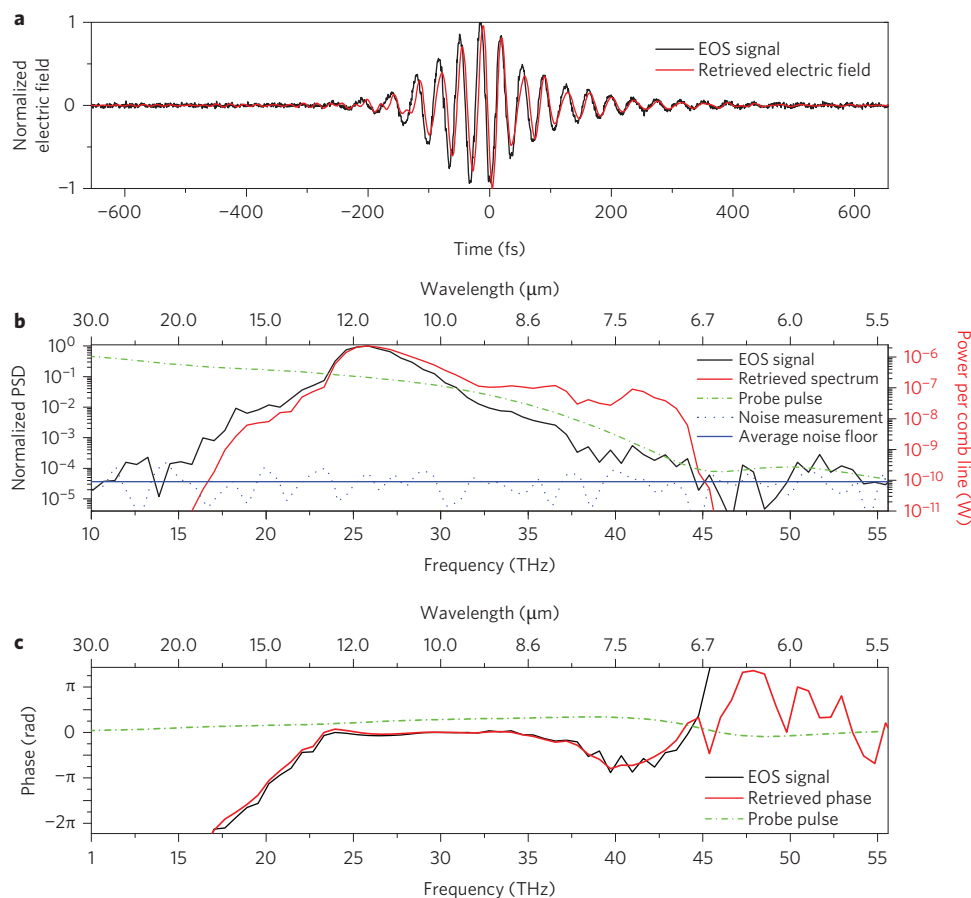 a
1
0
−1
Normalized
electric field
EOS signal
Retrieved electric field
−600 −400 −200 0 200 400 600
Time (fs)
Wavelength (μm)
b
30.0 20.0 15.0 12.0 10.0 8.6 7.5 6.7 6.0 5.5
10⁰
10⁻¹
10⁻²
10⁻³
10⁻⁴
10⁻⁵
Normalized PSD
EOS signal
Retrieved spectrum
Probe pulse
Noise measurement
Average noise floor
10⁻⁶
10⁻⁷
10⁻⁸
10⁻⁹
10⁻¹⁰
10⁻¹¹
Power per comb line (W)
10 15 20 25 30 35 40 45 50 55
Frequency (THz)
Wavelength (μm)
c
30.0 20.0 15.0 12.0 10.0 8.6 7.5 6.7 6.0 5.5
π
0
−π
−2π
Phase (rad)
EOS signal
Retrieved phase
Probe pulse
1 15 20 25 30 35 40 45 50 55
Frequency (THz)